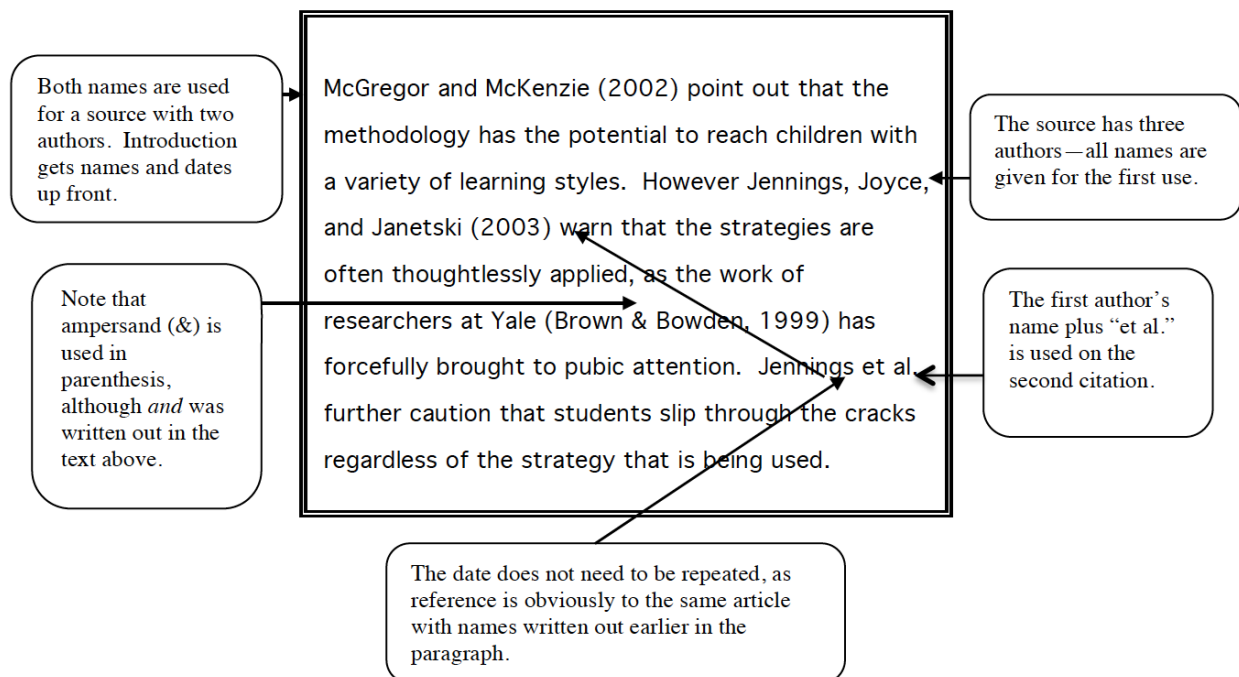 Both names are used
for a source with two
authors.  Introduction
gets names and dates
up front.
Note that
ampersand (&) is
used in
parenthesis,
although and was
written out in the
text above.
McGregor and McKenzie (2002) point out that the
methodology has the potential to reach children with
a variety of learning styles.  However Jennings, Joyce,
and Janetski (2003) warn that the strategies are
often thoughtlessly applied, as the work of
researchers at Yale (Brown & Bowden, 1999) has
forcefully brought to pubic attention.  Jennings et al.
further caution that students slip through the cracks
regardless of the strategy that is being used.
The source has three
authors—all names are
given for the first use.
The first author’s
name plus “et al.”
is used on the
second citation.
The date does not need to be repeated, as
reference is obviously to the same article
with names written out earlier in the
paragraph.